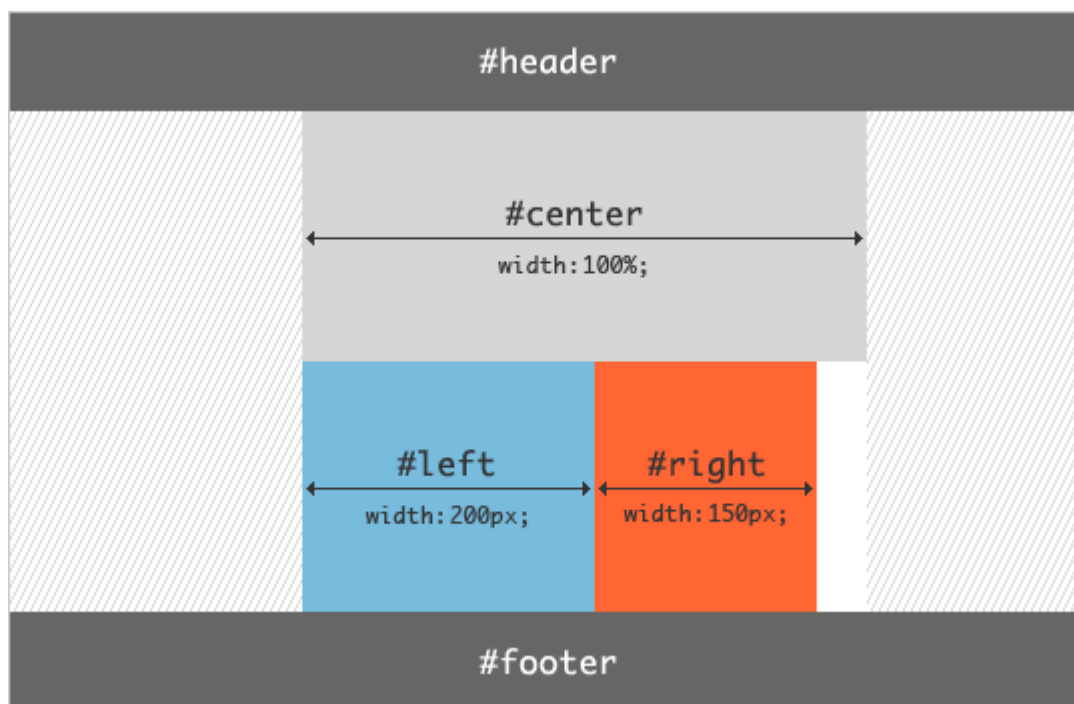 #header
#center
width:100%;
#left
width:200px;
#right
width:150px;
#footer